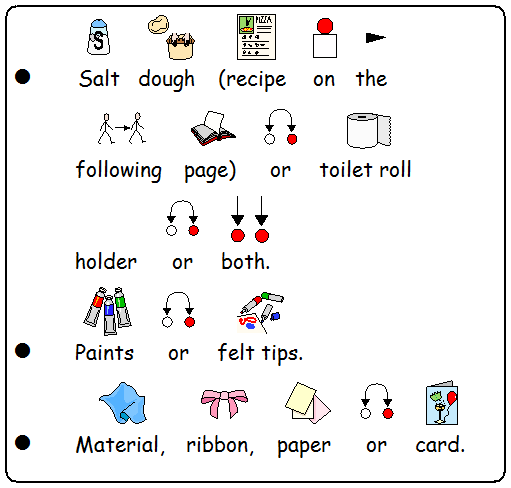 ● Salt dough (recipe on the
following page) or toilet roll
holder or both.
● Paints or felt tips.
● Material, ribbon, paper or card.